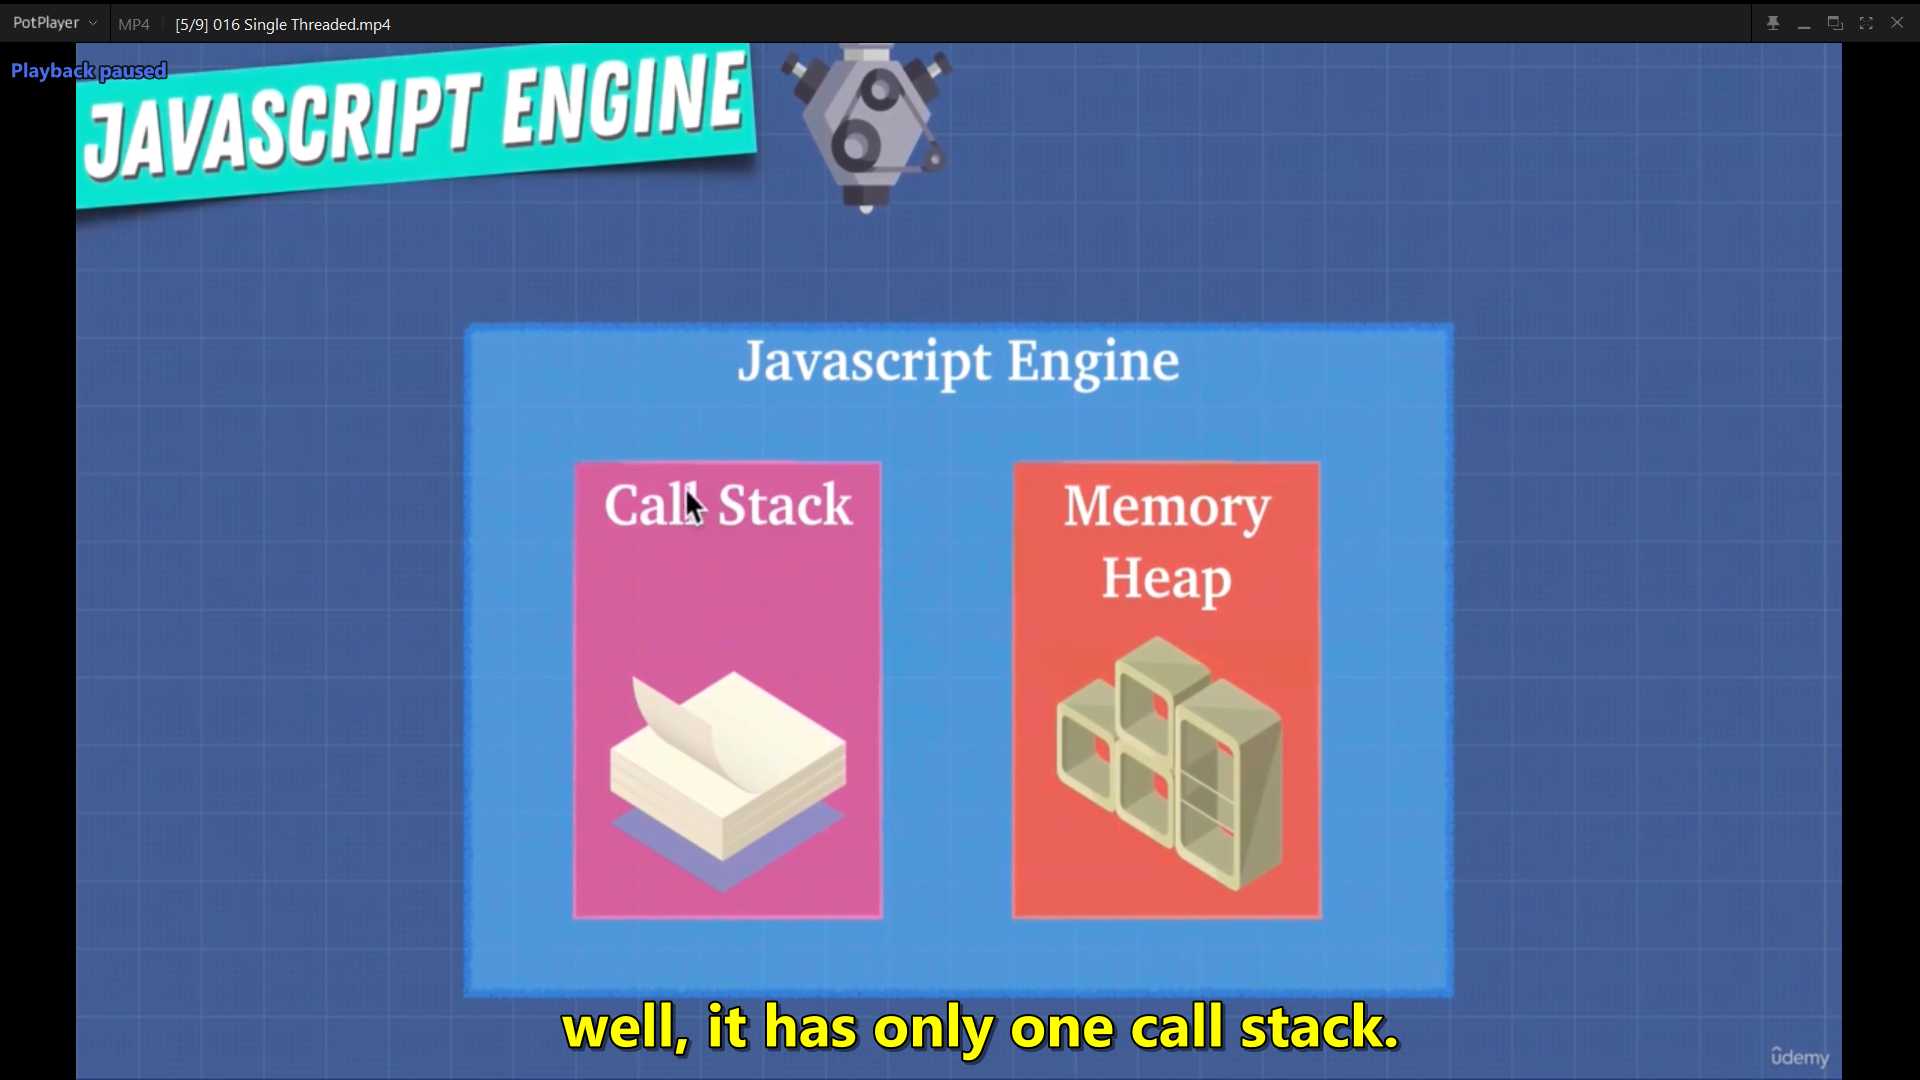 PotPlayer
MP4
[5/9] 016 Single Threaded.mp4
Playback paused
JAVASCRIPT ENGINE
Javascript Engine
Call Stack
Memory
Heap
well, it has only one call stack.
ûdemy